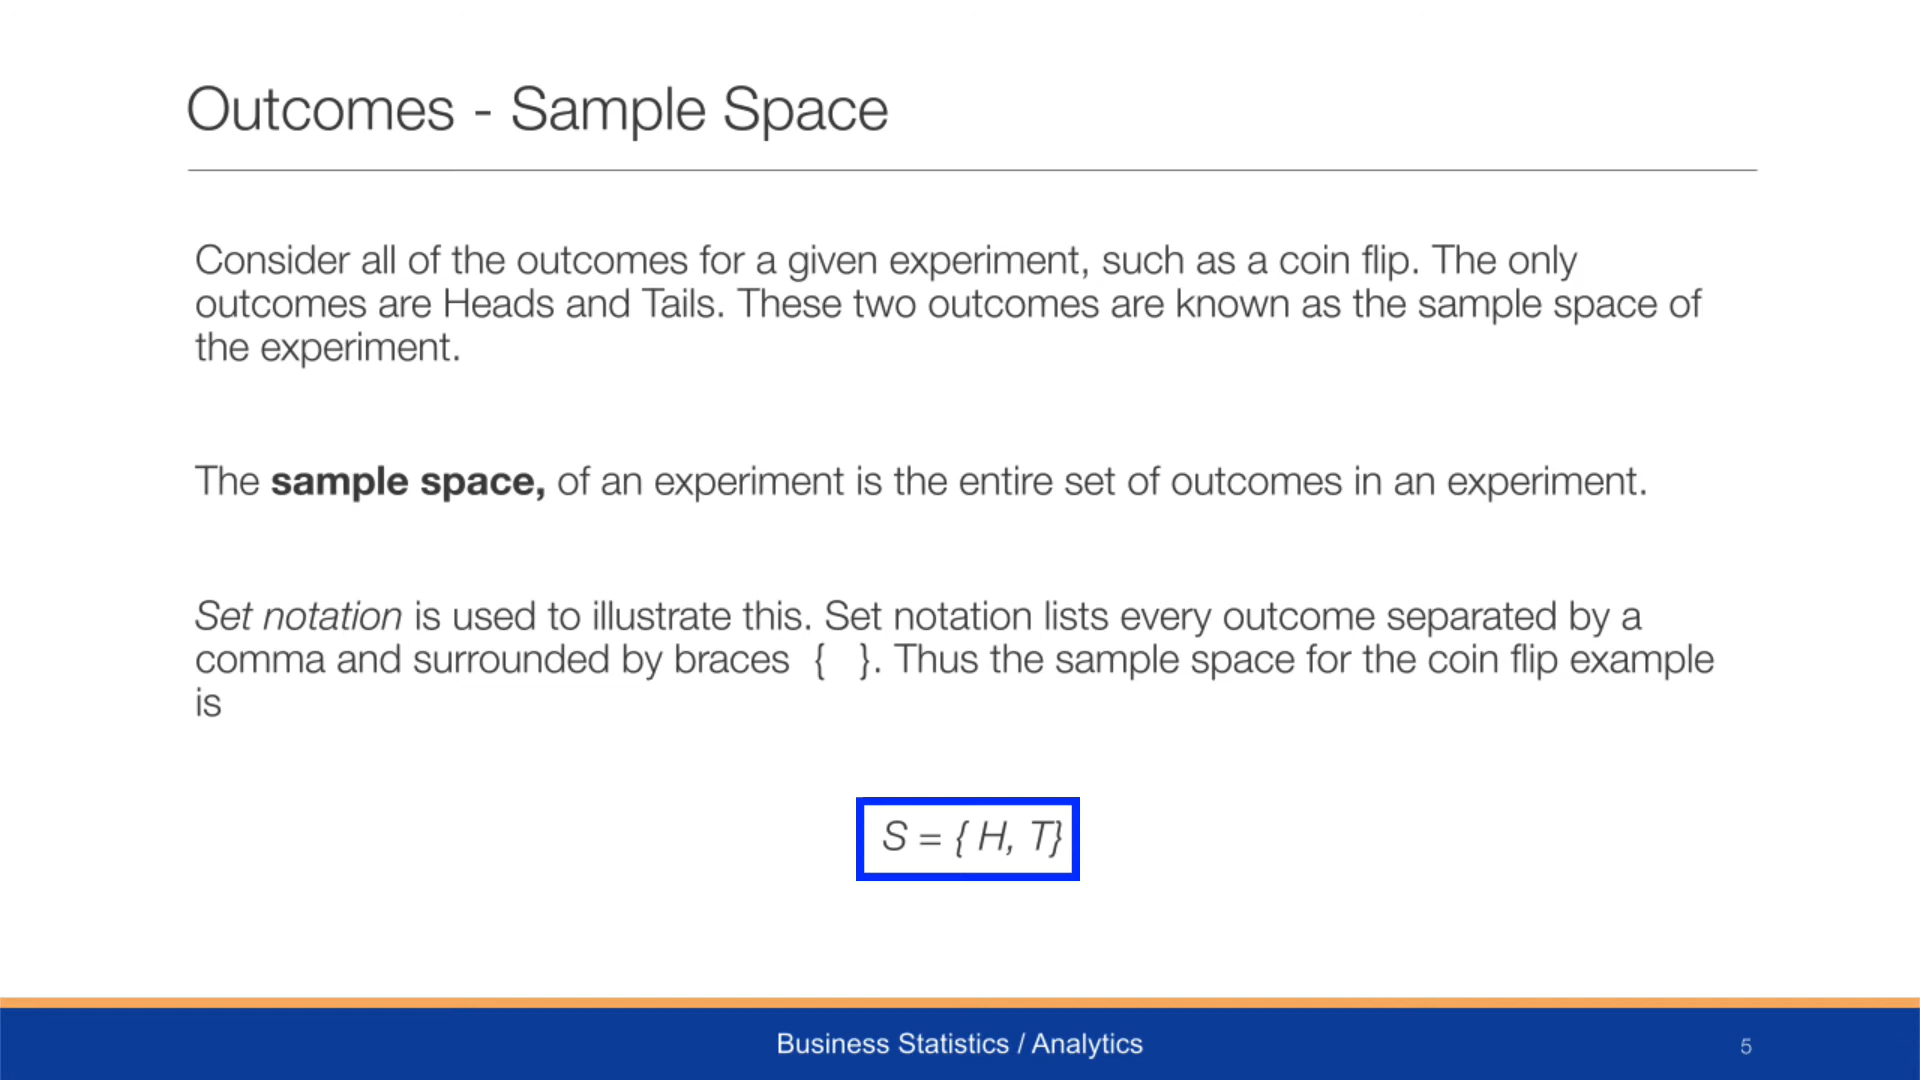 Outcomes - Sample Space
Consider all of the outcomes for a given experiment, such as a coin flip. The only
outcomes are Heads and Tails. These two outcomes are known as the sample space of
the experiment.
The sample space, of an experiment is the entire set of outcomes in an experiment.
Set notation is used to illustrate this. Set notation lists every outcome separated by a
comma and surrounded by braces { }. Thus the sample space for the coin flip example
is
S = { H, T}
Business Statistics / Analytics
5